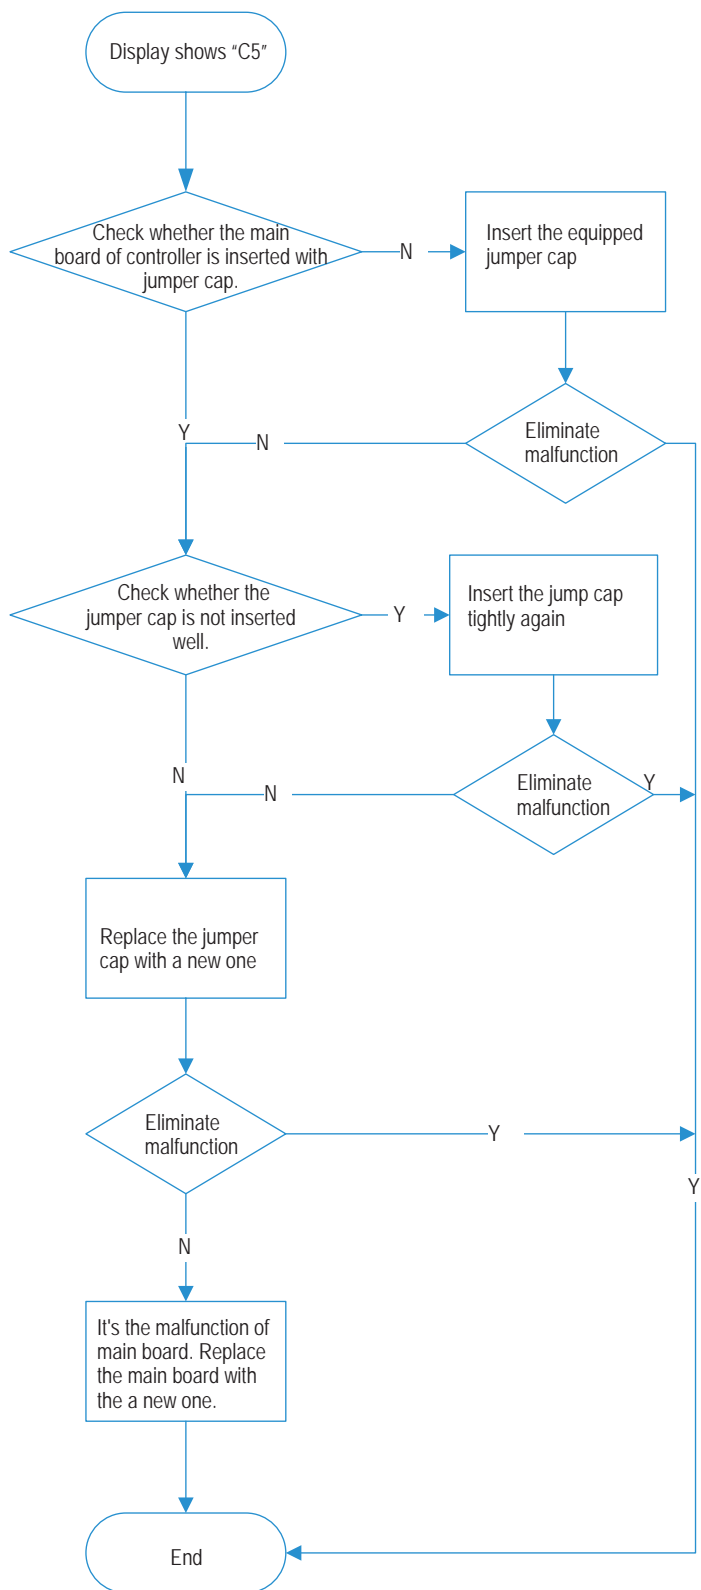 Display shows “C5”
Check whether the main
board of controller is inserted with
jumper cap.
N
Insert the equipped
jumper cap
Y
N
Eliminate
malfunction
Check whether the
jumper cap is not inserted
well.
Y
Insert the jump cap
tightly again
N
N
Eliminate
malfunction
Y
Replace the jumper
cap with a new one
Eliminate
malfunction
Y
Y
N
It's the malfunction of
main board. Replace
the main board with
the a new one.
End